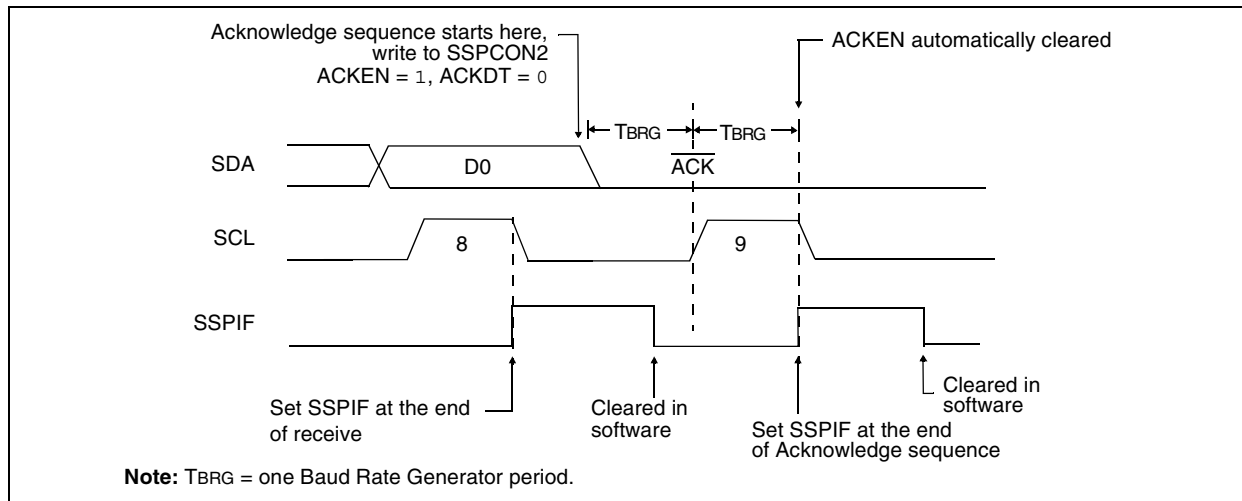 Acknowledge sequence starts here,
write to SSPCON2
ACKEN = 1, ACKDT = 0
ACKEN automatically cleared
TBRG
TBRG
SDA
D0
ACK
SCL
8
9
SSPIF
Set SSPIF at the end
of receive
Cleared in
software
Set SSPIF at the end
of Acknowledge sequence
Cleared in
software
Note: TBRG = one Baud Rate Generator period.